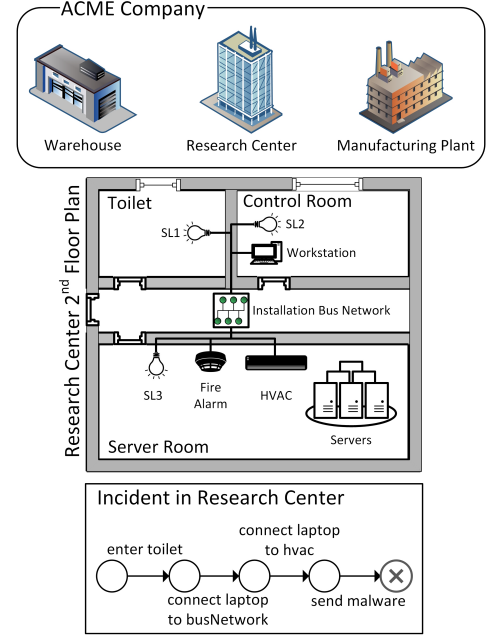 ACME Company
Warehouse
Research Center
Manufacturing Plant
Research Center 2nd Floor Plan
Toilet
Control Room
SL1
SL2
Workstation
Installation Bus Network
SL3
Fire
Alarm
HVAC
Servers
Server Room
Incident in Research Center
enter toilet
connect laptop
to busNetwork
connect laptop
to hvac
send malware